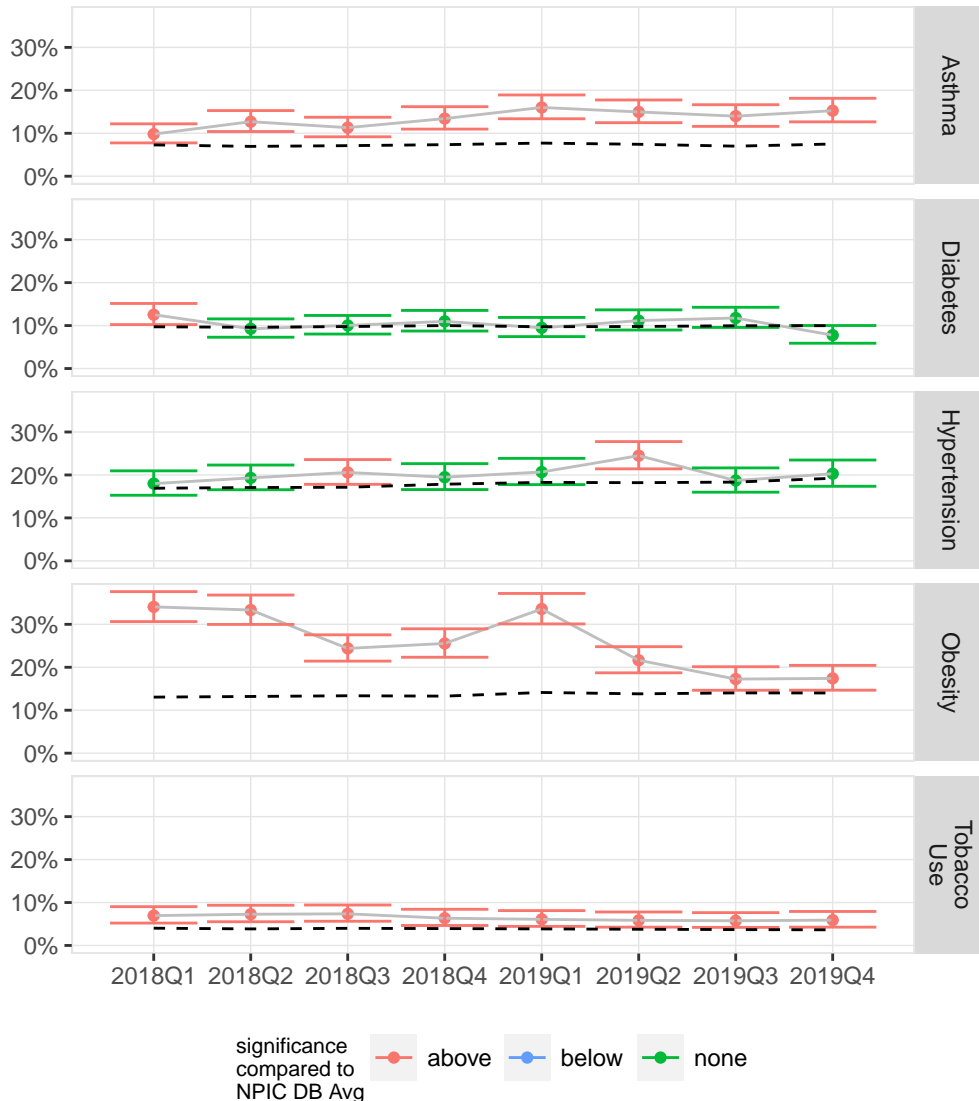 30%
20%
10%
0%
Asthma
30%
20%
10%
0%
Diabetes
30%
20%
10%
0%
Hypertension
30%
20%
10%
0%
Obesity
30%
20%
10%
0%
Tobacco
Use
2018Q1 2018Q2 2018Q3 2018Q4 2019Q1 2019Q2 2019Q3 2019Q4
significance
compared to
NPIC DB Avg
above below none